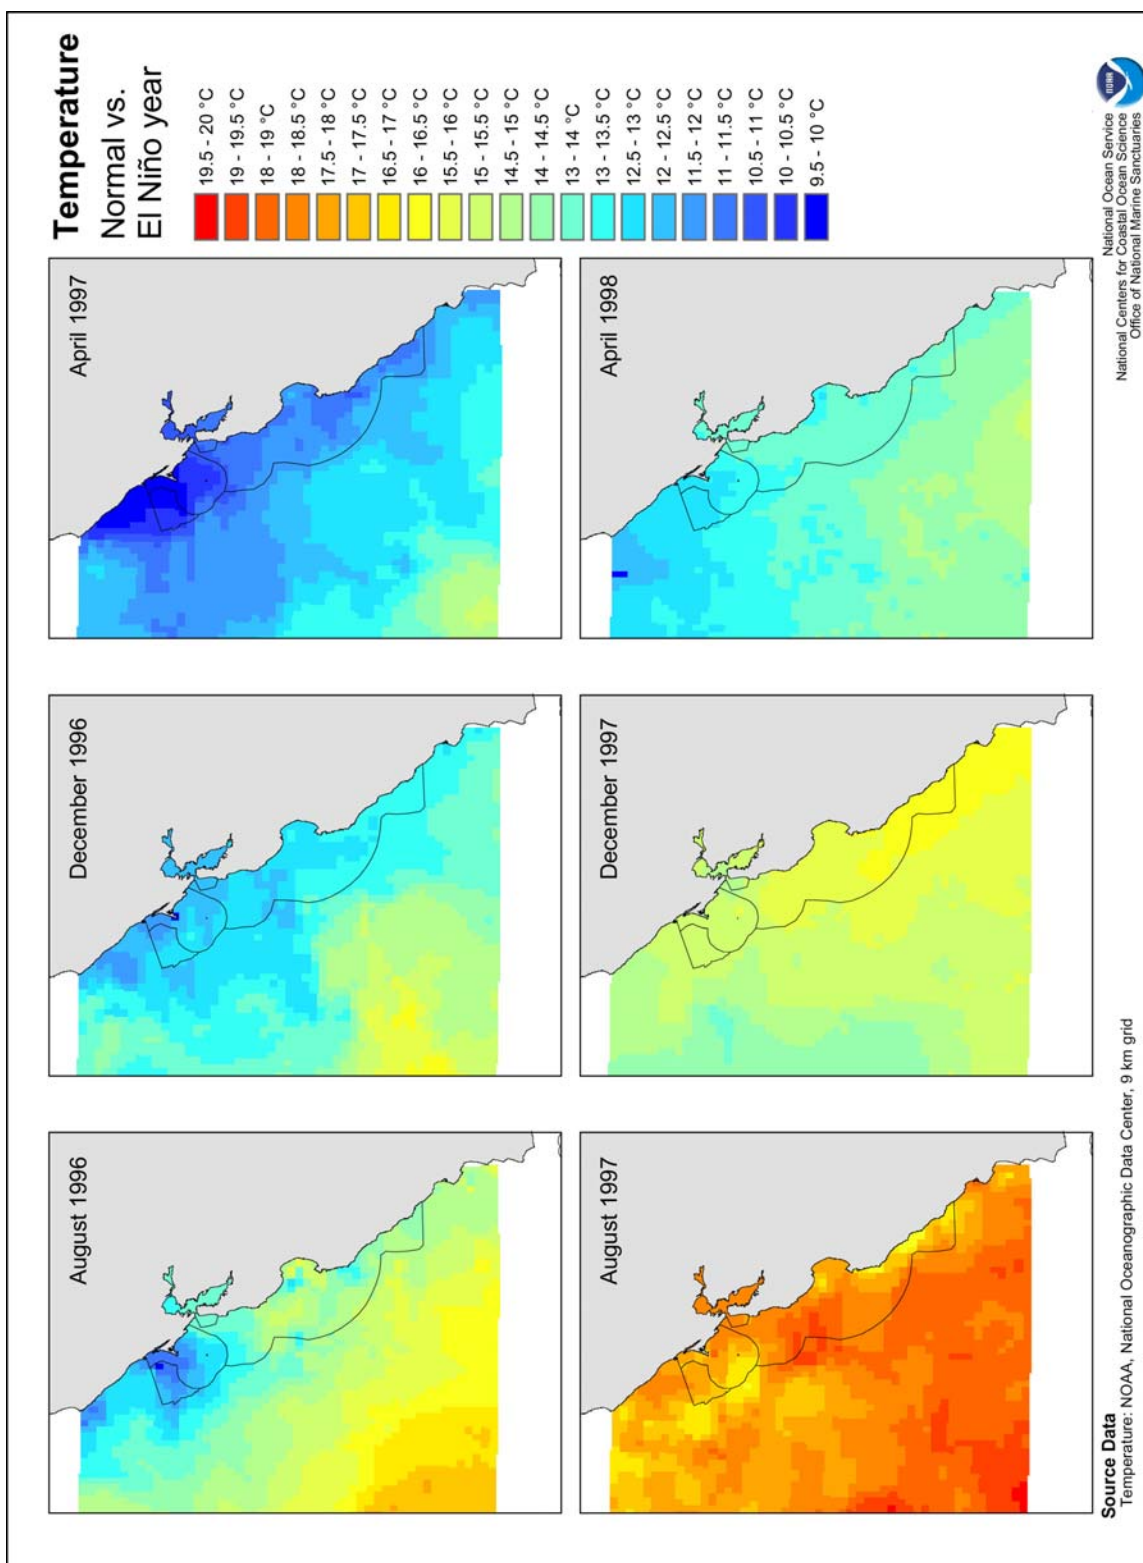 Temperature
Normal vs.
El Niño year
19.5 - 20 °C
19 - 19.5 °C
18 - 19 °C
18 - 18.5 °C
17.5 - 18 °C
17 - 17.5 °C
16.5 - 17 °C
16 - 16.5 °C
15.5 - 16 °C
15 - 15.5 °C
14.5 - 15 °C
14 - 14.5 °C
13 - 14 °C
13 - 13.5 °C
12.5 - 13 °C
12 - 12.5 °C
11.5 - 12 °C
11 - 11.5 °C
10.5 - 11 °C
10 - 10.5 °C
9.5 - 10 °C
August 1996
December 1996
April 1997
August 1997
December 1997
April 1998
Source Data
Temperature: NOAA, National Oceanographic Data Center, 9 km grid
NOAA
National Ocean Service
National Centers for Coastal Ocean Science
Office of National Marine Sanctuaries